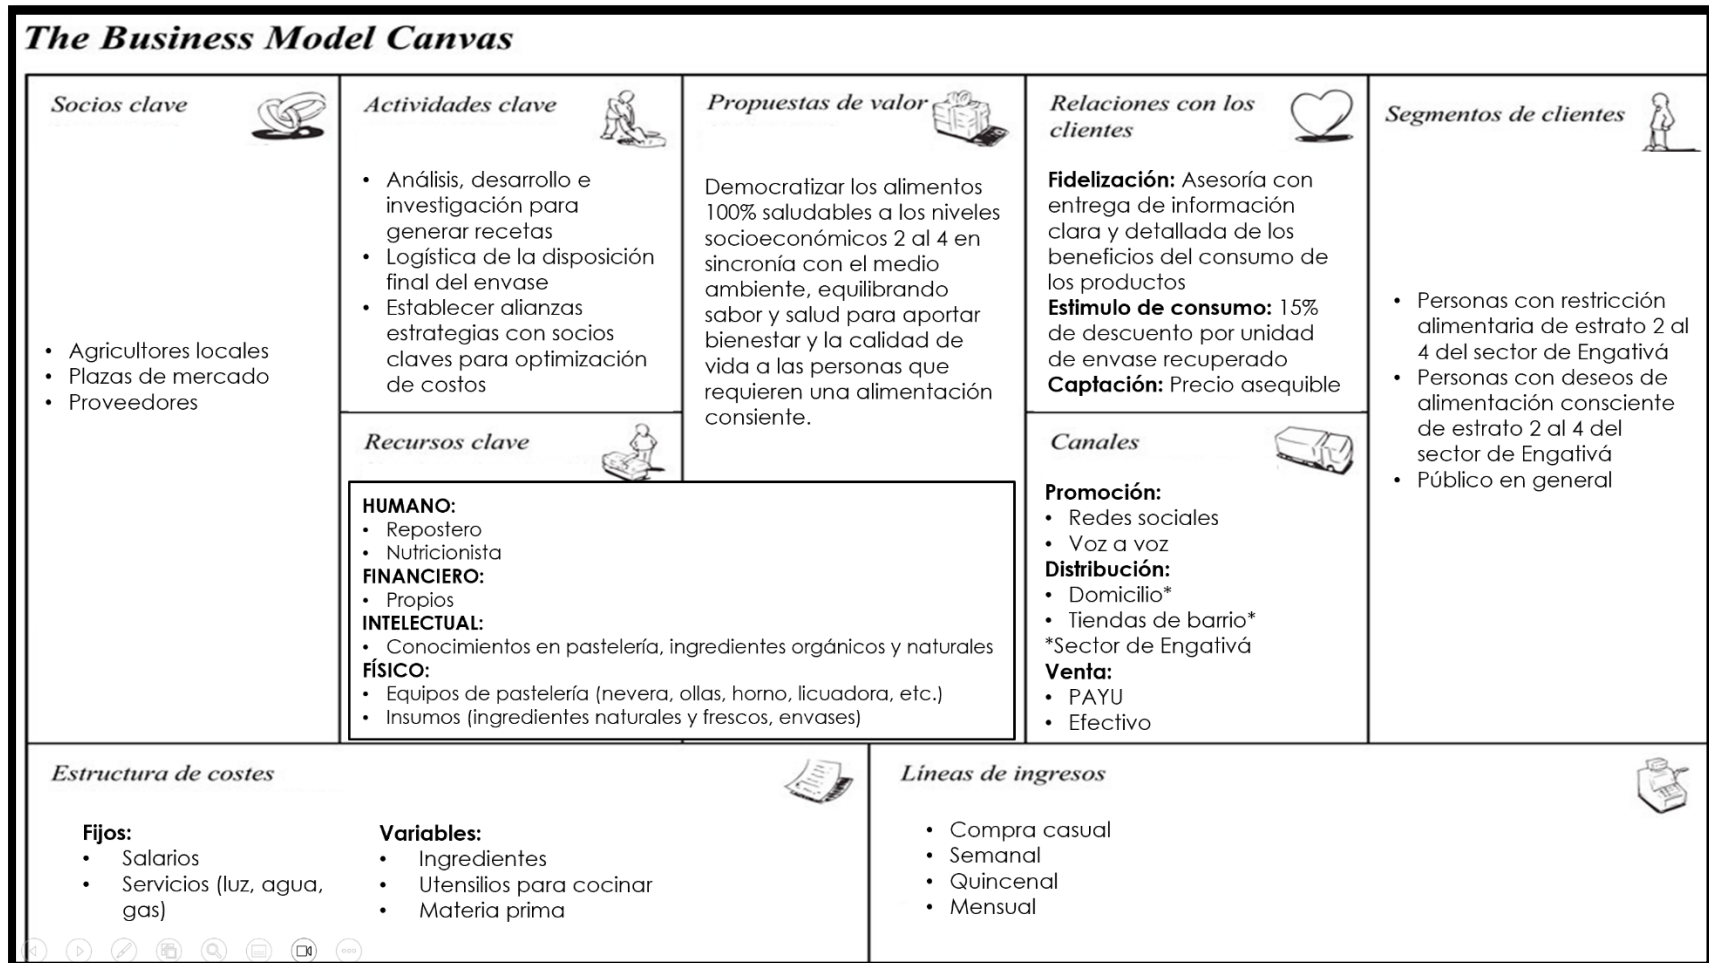 The Business Model Canvas
Socios clave
• Agricultores locales
• Plazas de mercado
• Proveedores
Actividades clave
• Análisis, desarrollo e
investigación para
generar recetas
• Logística de la disposición
final del envase
• Establecer alianzas
estrategias con socios
claves para optimización
de costos
Recursos clave
HUMANO:
• Repostero
• Nutricionista
FINANCIERO:
• Propios
INTELECTUAL:
• Conocimientos en pastelería, ingredientes orgánicos y naturales
FÍSICO:
• Equipos de pastelería (nevera, ollas, horno, licuadora, etc.)
• Insumos (ingredientes naturales y frescos, envases)
Propuestas de valor
Democratizar los alimentos
100% saludables a los niveles
socioeconómicos 2 al 4 en
sincronía con el medio
ambiente, equilibrando
sabor y salud para aportar
bienestar y la calidad de
vida a las personas que
requieren una alimentación
consiente.
Relaciones con los
clientes
Fidelización: Asesoría con
entrega de información
clara y detallada de los
beneficios del consumo de
los productos
Estimulo de consumo: 15%
de descuento por unidad
de envase recuperado
Captación: Precio asequible
Canales
Promoción:
• Redes sociales
• Voz a voz
Distribución:
• Domicilio*
• Tiendas de barrio*
*Sector de Engativá
Venta:
• PAYU
• Efectivo
Segmentos de clientes
• Personas con restricción
alimentaria de estrato 2 al
4 del sector de Engativá
• Personas con deseos de
alimentación consciente
de estrato 2 al 4 del
sector de Engativá
• Público en general
Estructura de costes
Fijos:
• Salarios
• Servicios (luz, agua,
gas)
Variables:
• Ingredientes
• Utensilios para cocinar
• Materia prima
Líneas de ingresos
• Compra casual
• Semanal
• Quincenal
• Mensual